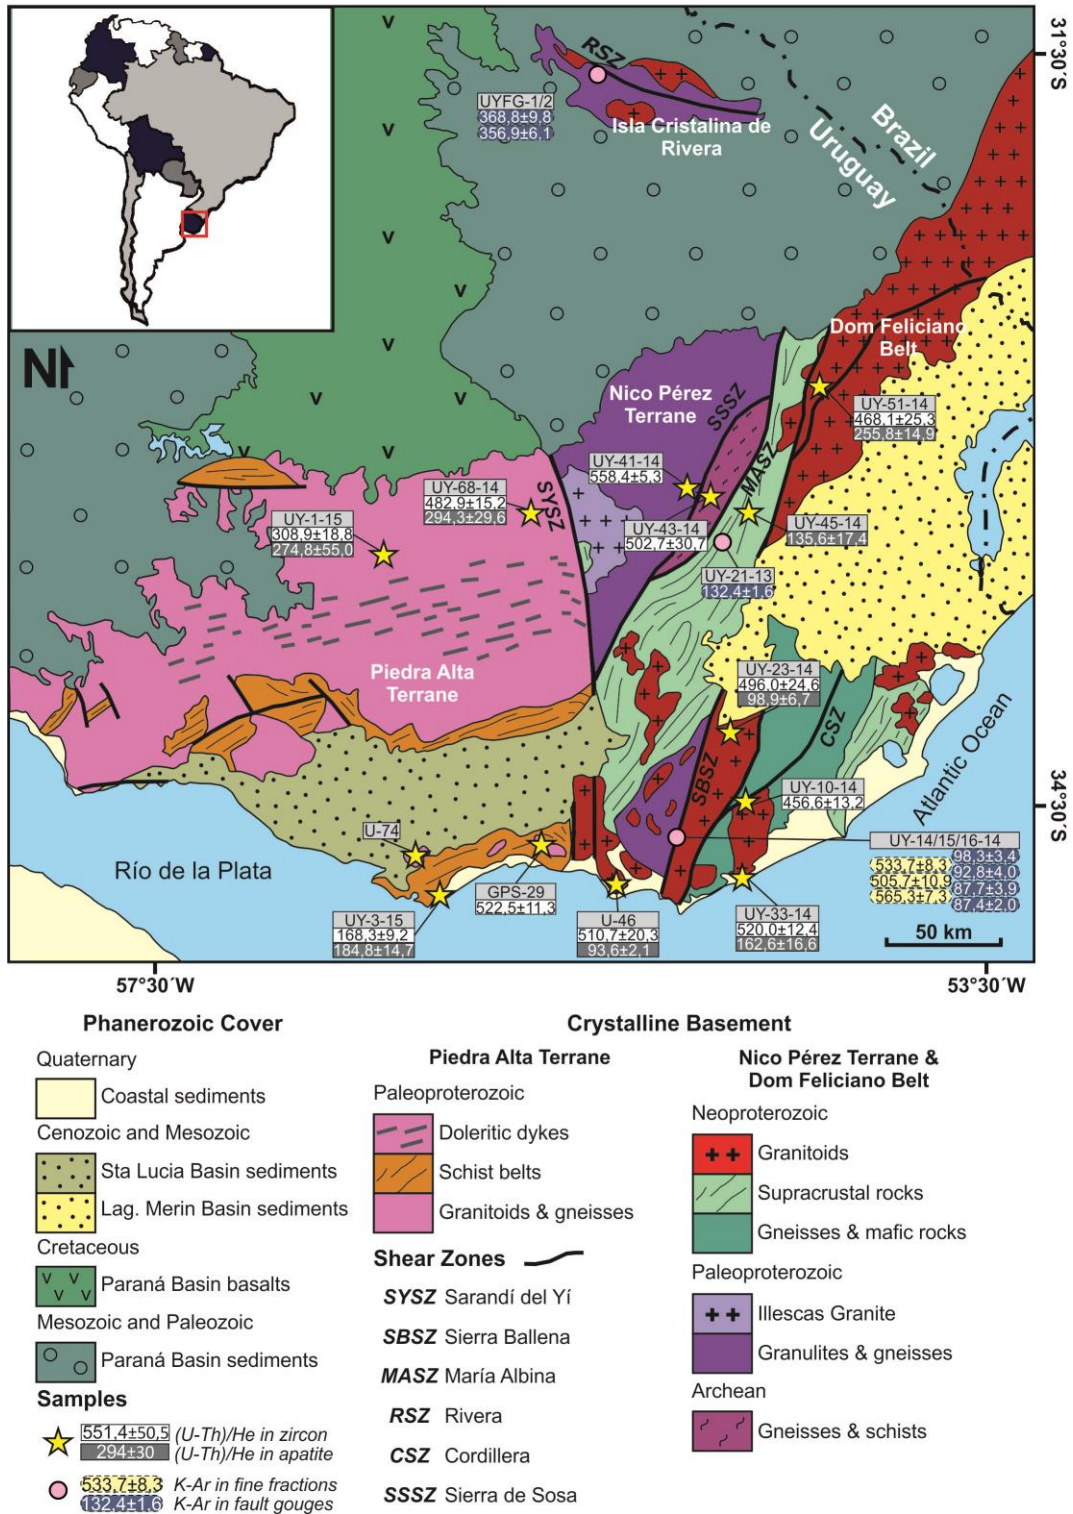 31°30´S
RSZ
UYFG-1/2
368,8±9,8
356,9±6,1
Isla Cristalina de
Rivera
Brazil
Uruguay
N
Dom Feliciano
Belt
Nico Pérez
Terrane
SSSZ
UY-51-14
468.1±25,3
255,8±14,9
UY-41-14
558,4±5,3
MASZ
UY-68-14
482,9±15,2
294,3±29,6
SYSZ
UY-1-15
308,9±18,8
274,8±55,0
UY-43-14
502,7±30,7
UY-45-14
135,6±17,4
UY-21-13
132,4±1,6
Piedra Alta
Terrane
UY-23-14
496,0±24,6
98,9±6,7
CSZ
SBSZ
Atlantic Ocean
34°30´S
UY-10-14
456,6±13,2
U-74
UY-14/15/16-14
533,7±8,3
505,7±10,9
565,3±7,3
98,3±3,4
92,8±4,0
87,7±3,9
87,4±2,0
Río de la Plata
GPS-29
522,5±11,3
UY-3-15
168,3±9,2
184,8±14,7
U-46
510,7±20,3
93,6±2,1
UY-33-14
520,0±12,4
162,6±16,6
50 km
57°30´W
53°30´W
Phanerozoic Cover
Quaternary
Coastal sediments
Cenozoic and Mesozoic
Sta Lucia Basin sediments
Lag. Merin Basin sediments
Cretaceous
Paraná Basin basalts
Mesozoic and Paleozoic
Paraná Basin sediments
Samples
551,4±50,5 (U-Th)/He in zircon
294±30 (U-Th)/He in apatite
533,7±8,3 K-Ar in fine fractions
132,4±1,6 K-Ar in fault gouges
Crystalline Basement
Piedra Alta Terrane
Paleoproterozoic
Doleritic dykes
Schist belts
Granitoids & gneisses
Shear Zones
SYSZ Sarandí del Yí
SBSZ Sierra Ballena
MASZ María Albina
RSZ Rivera
CSZ Cordillera
SSSZ Sierra de Sosa
Nico Pérez Terrane &
Dom Feliciano Belt
Neoproterozoic
Granitoids
Supracrustal rocks
Gneisses & mafic rocks
Paleoproterozoic
Illescas Granite
Granulites & gneisses
Archean
Gneisses & schists